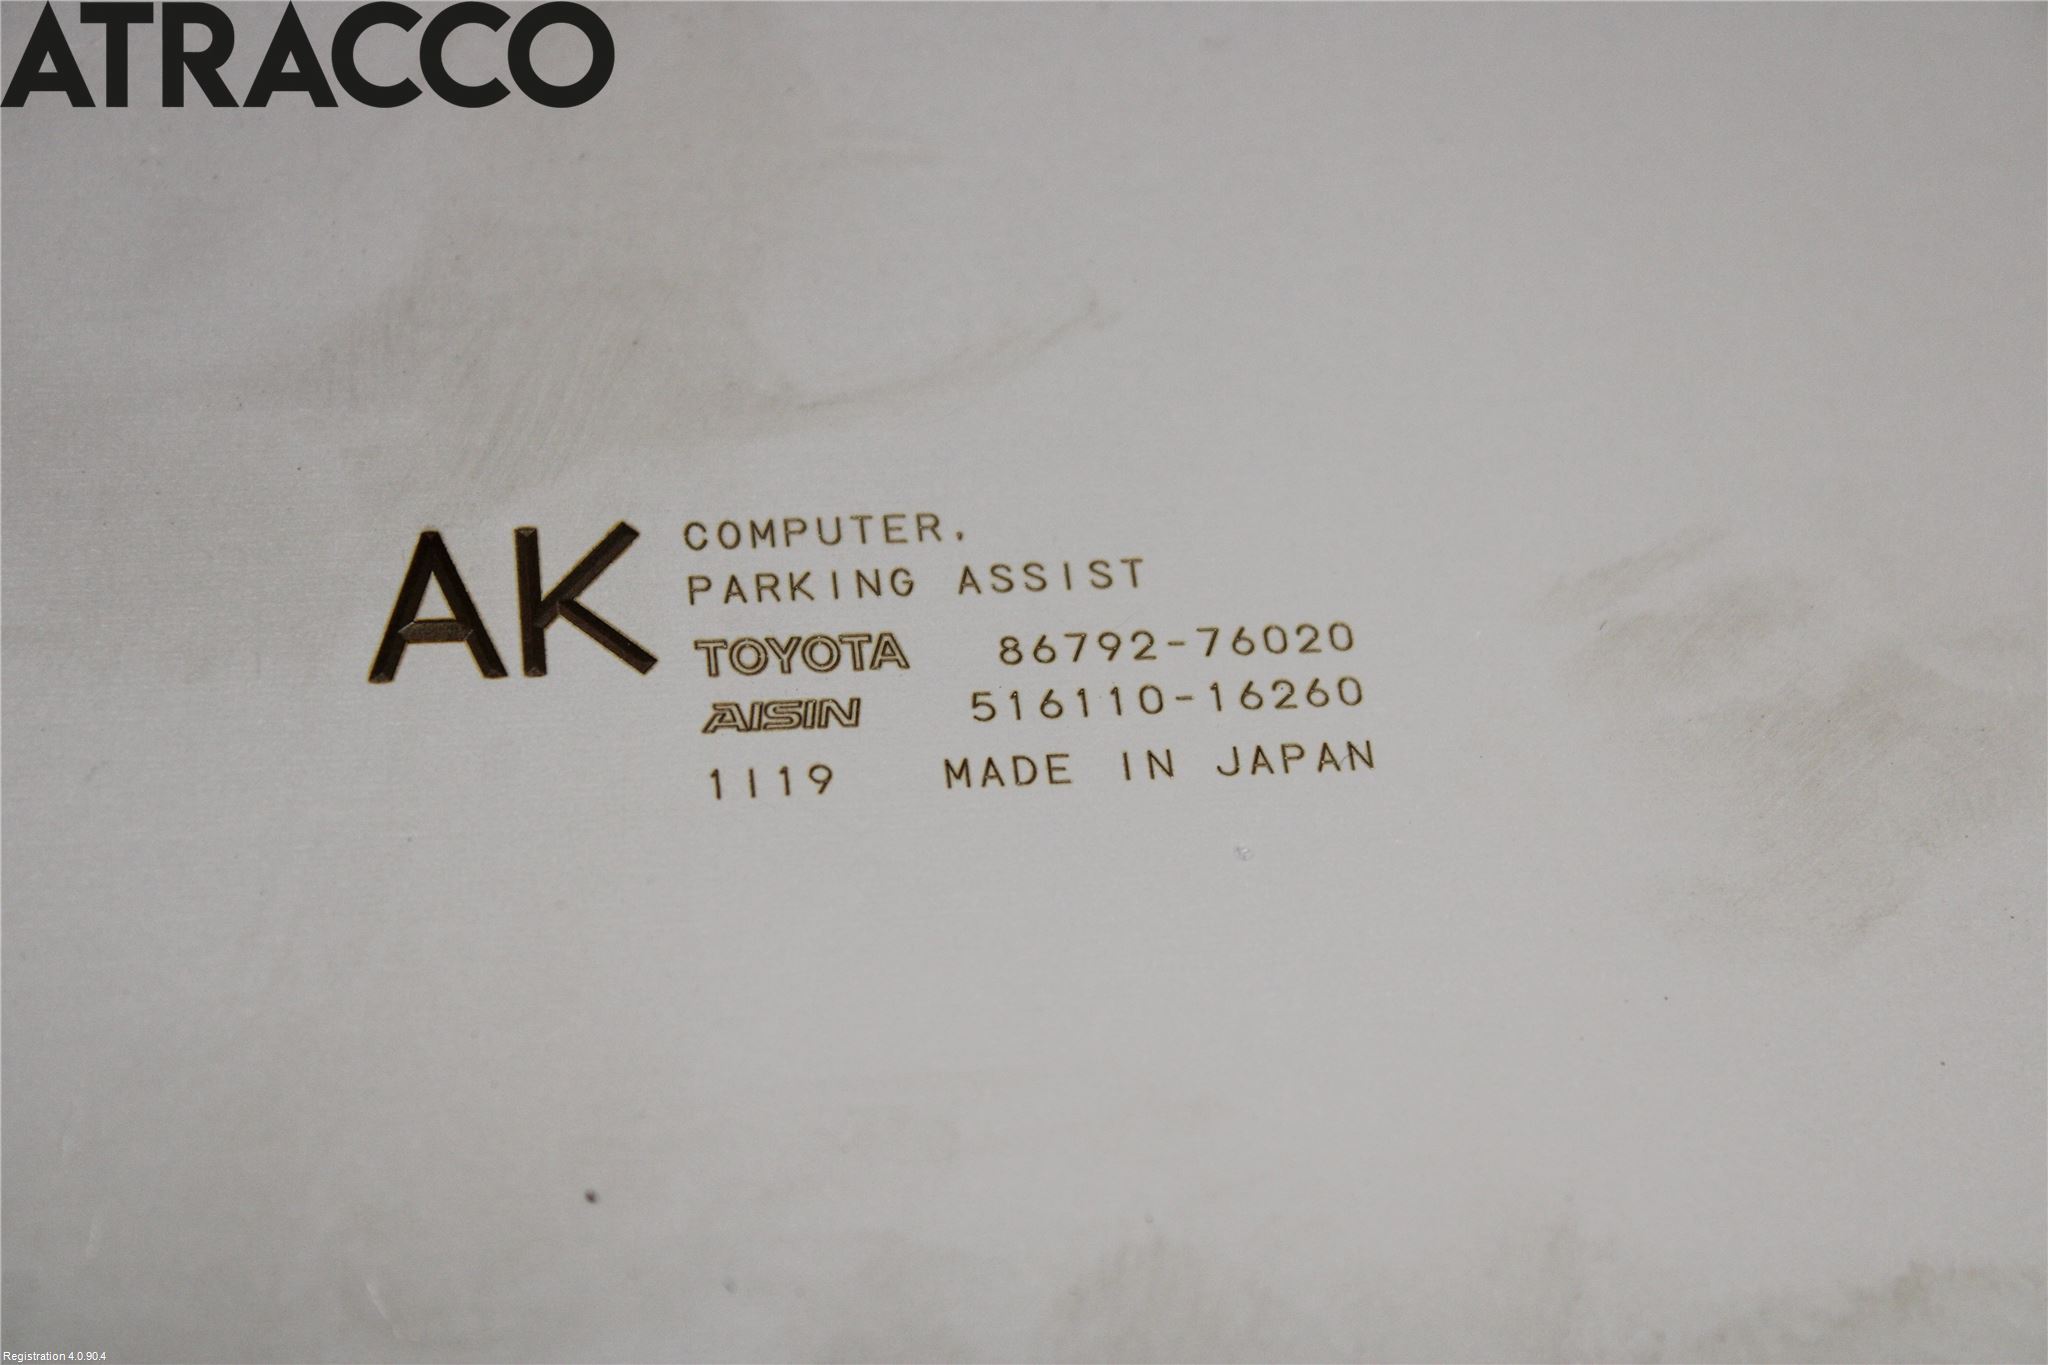 ATRACCO
AK
COMPUTER,
PARKING ASSIST
TOYOTA 86792-76020
AISIN 516110-16260
1I19 MADE IN JAPAN
Registration 4.0.90.4